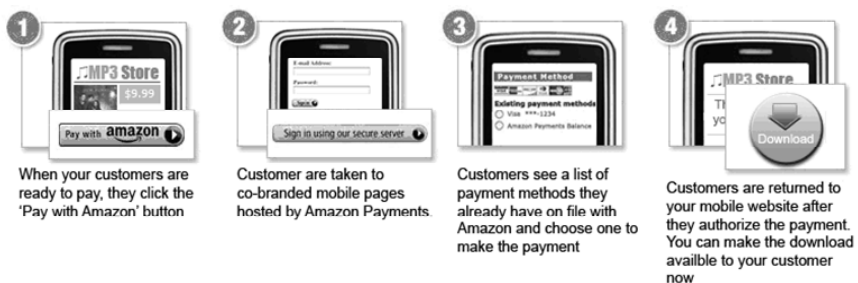 1
MP3 Store
$9.99
Pay with amazon
When your customers are
ready to pay, they click the
'Pay with Amazon' button
2
E-mail Address:
Password:
Sign in using our secure server
Customer are taken to
co-branded mobile pages
hosted by Amazon Payments.
3
Payment Method
Existing payment methods
Visa ***-1234
Amazon Payments Balance
Customers see a list of
payment methods they
already have on file with
Amazon and choose one to
make the payment
4
MP3 Store
Download
Customers are returned to
your mobile website after
they authorize the payment.
You can make the download
availble to your customer
now